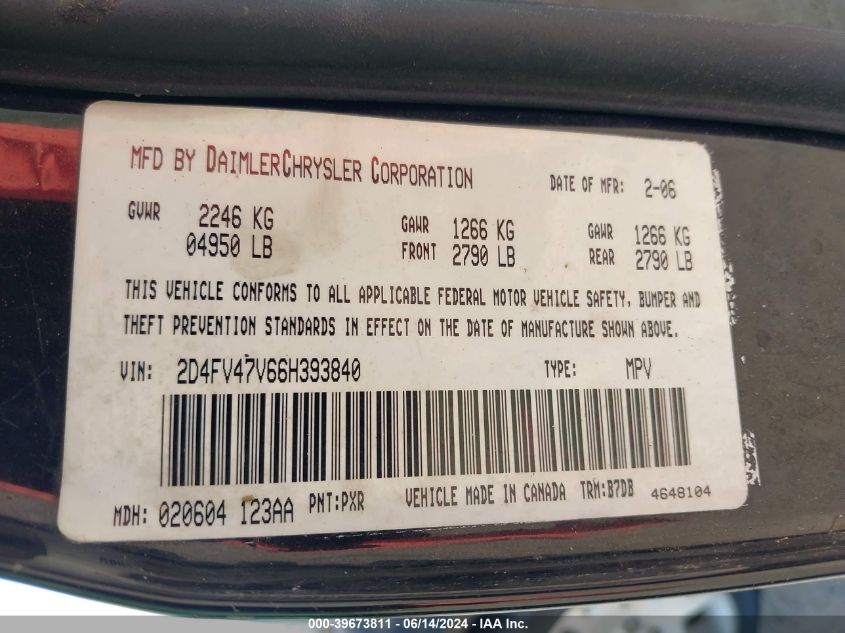 MFD BY DAIMLERCHRYSLER CORPORATION DATE OF MFR: 2-06
GVWR 2246 KG GAWR 1266 KG GAWR 1266 KG
04950 LB FRONT 2790 LB REAR 2790 LB
THIS VEHICLE CONFORMS TO ALL APPLICABLE FEDERAL MOTOR VEHICLE SAFETY, BUMPER AND
THEFT PREVENTION STANDARDS IN EFFECT ON THE DATE OF MANUFACTURE SHOWN ABOVE.
VIN: 2D4FV47V66H393840 TYPE: MPV
MDH: 020604 123AA PNT:PXR VEHICLE MADE IN CANADA TRM:B7DB 4648104
000-39673811 - 06/14/2024 - IAA Inc.